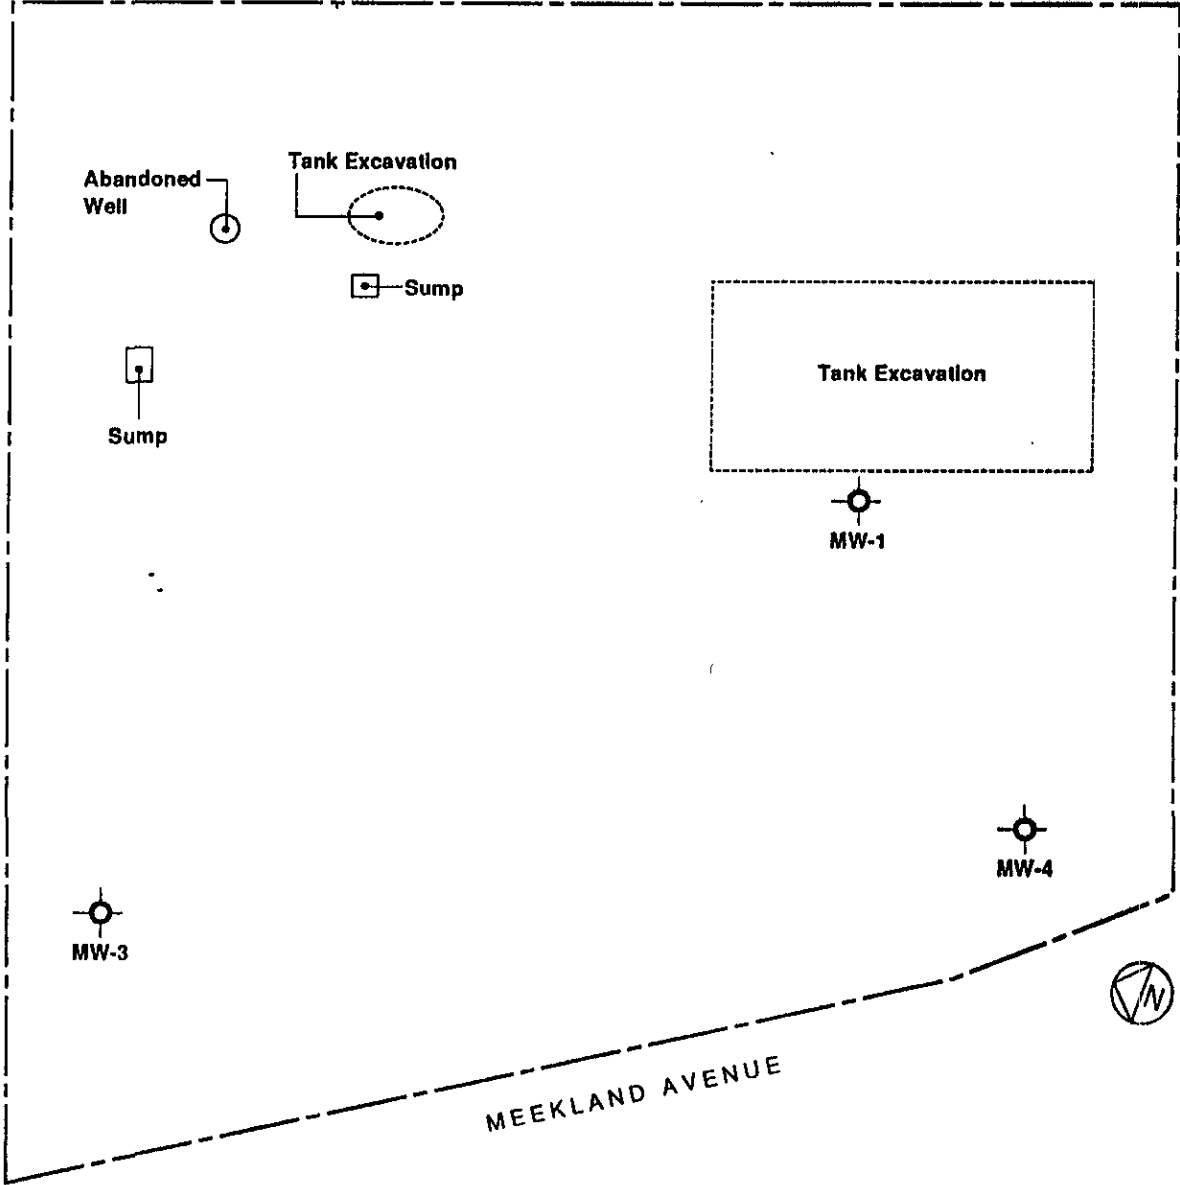 Tank Excavation
Abandoned
Well
Sump
Tank Excavation
Sump
MW-1
MW-4
MW-3
N
MEEKLAND AVENUE